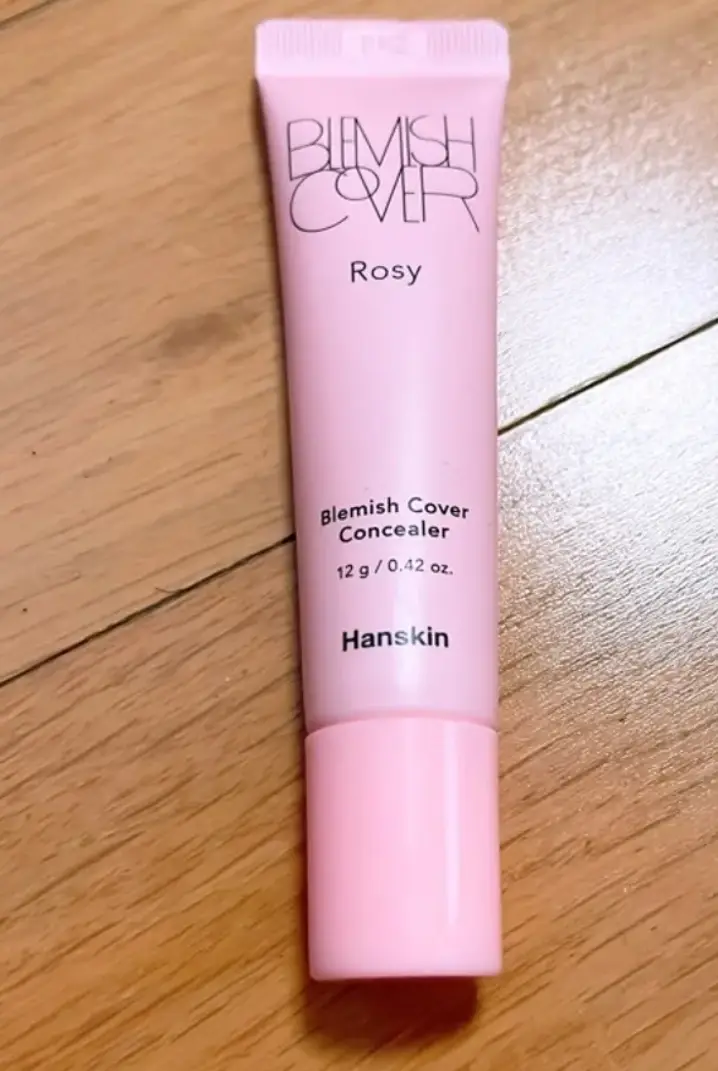 BLEMISH
COVER
Rosy
Blemish Cover
Concealer
12 g / 0.42 oz.
Hanskin